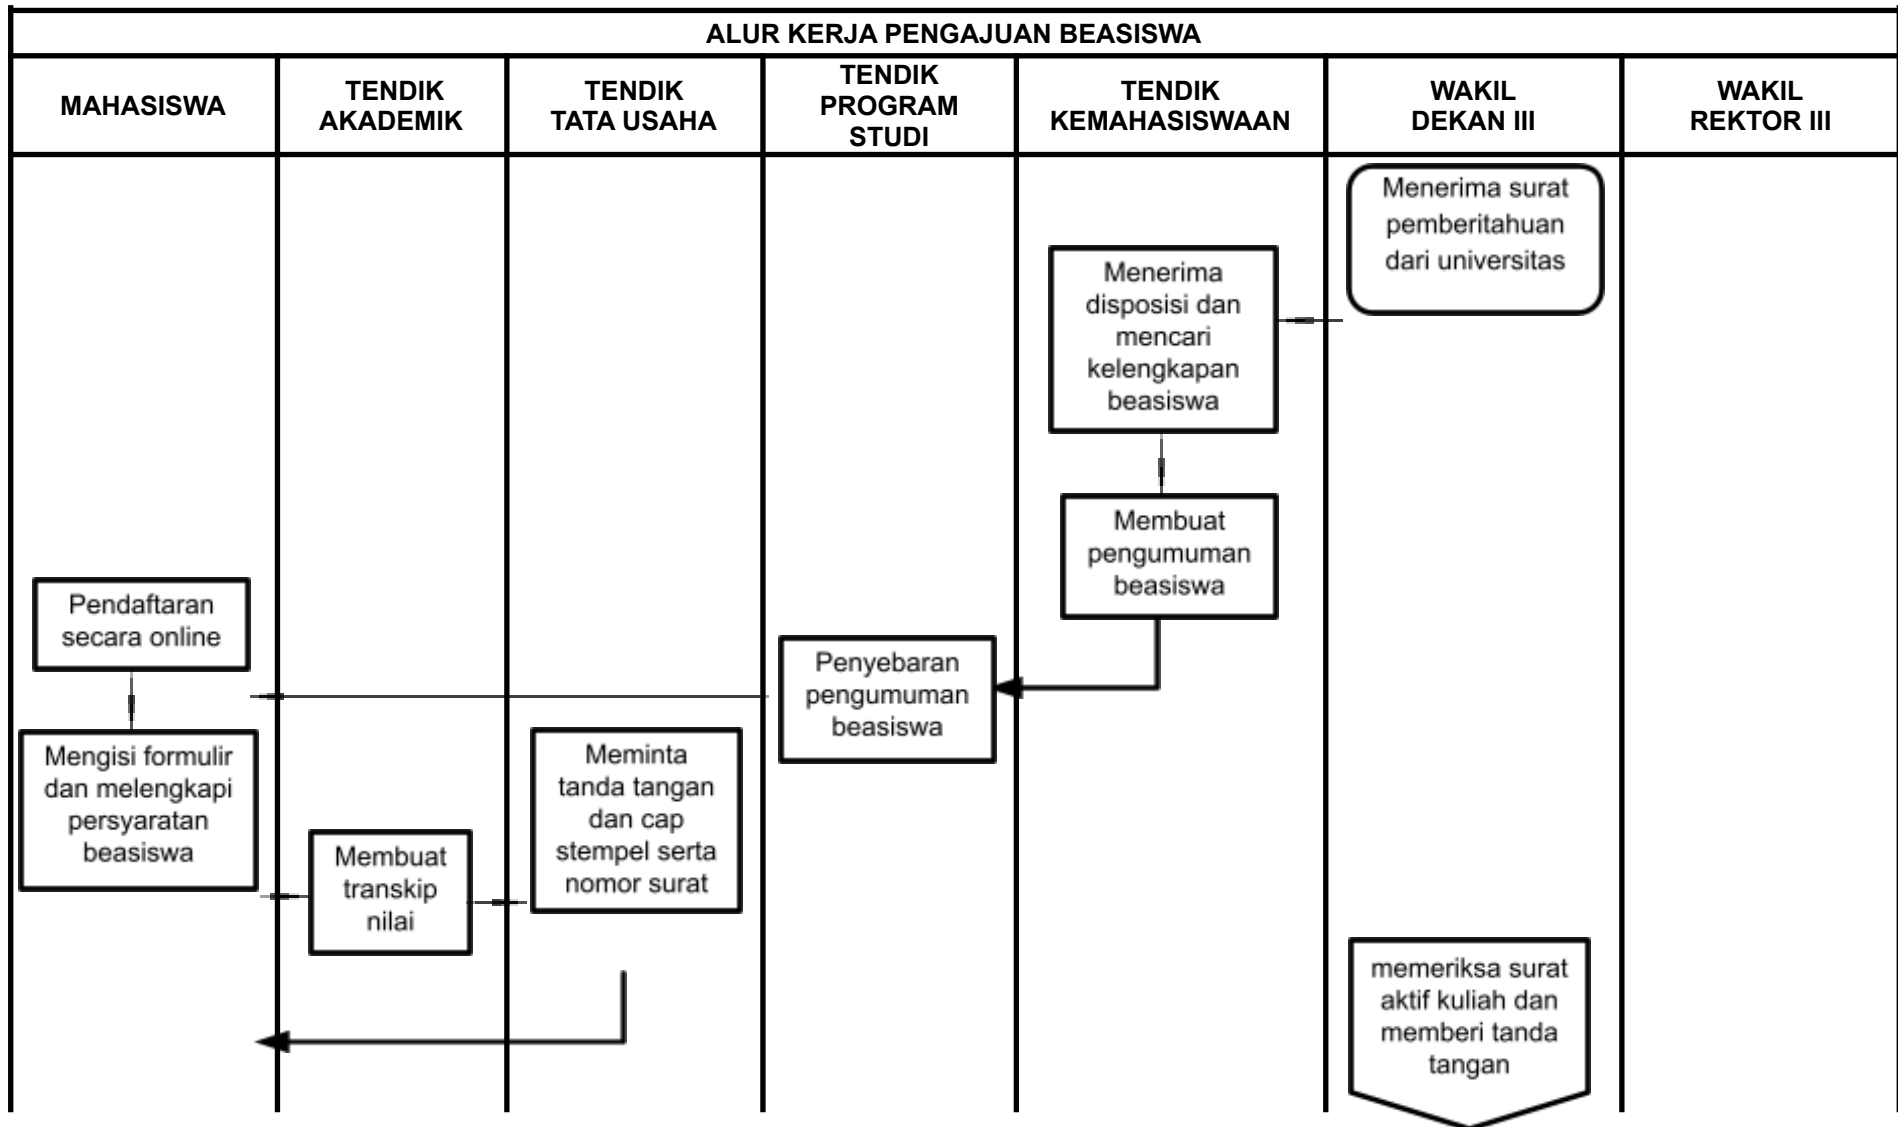 ALUR KERJA PENGAJUAN BEASISWA
MAHASISWA
TENDIK
AKADEMIK
TENDIK
TATA USAHA
TENDIK
PROGRAM
STUDI
TENDIK
KEMAHASISWAAN
WAKIL
DEKAN III
WAKIL
REKTOR III
Menerima surat
pemberitahuan
dari universitas
Menerima
disposisi dan
mencari
kelengkapan
beasiswa
Membuat
pengumuman
beasiswa
Penyebaran
pengumuman
beasiswa
Pendaftaran
secara online
Mengisi formulir
dan melengkapi
persyaratan
beasiswa
Membuat
transkip
nilai
Meminta
tanda tangan
dan cap
stempel serta
nomor surat
memeriksa surat
aktif kuliah dan
memberi tanda
tangan